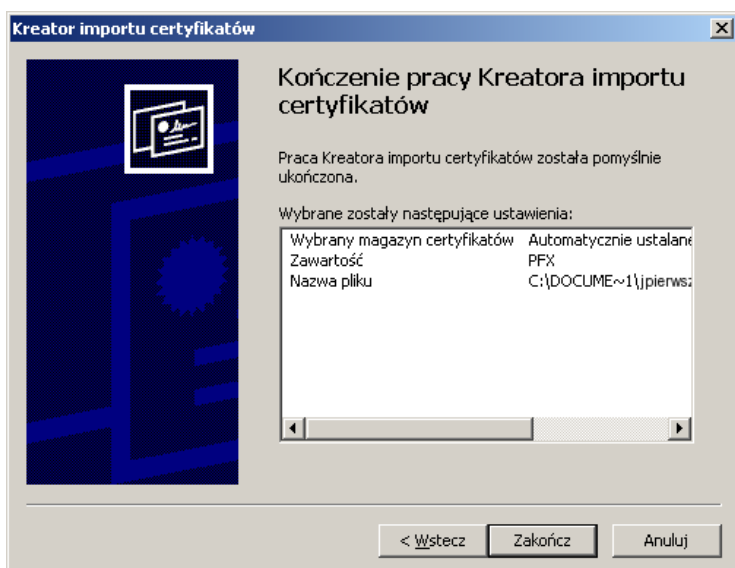 Kreator importu certyfikatów
Kończenie pracy Kreatora importu
certyfikatów
Praca Kreatora importu certyfikatów została pomyślnie
ukończona.
Wybrane zostały następujące ustawienia:
Wybrany magazyn certyfikatów Automatycznie ustalane
Zawartość PFX
Nazwa pliku C:\DOCUME~1\jpierwsz
< Wstecz Zakończ Anuluj